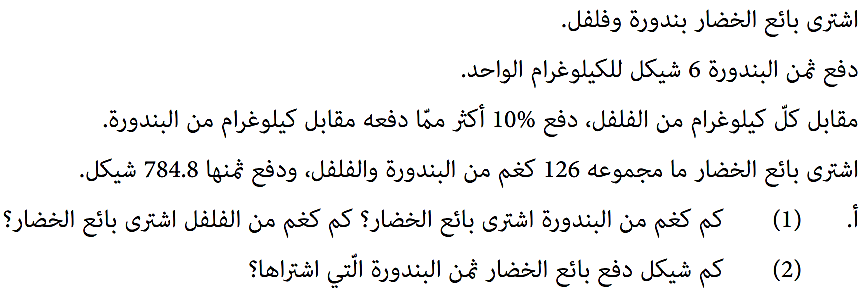 اشترى بائع الخضار بندورة وفلفل.
دفع ثمن البندورة 6 شيكل للكيلوغرام الواحد.
مقابل كلّ كيلوغرام من الفلفل، دفع 10% أكثر ممّا دفعه مقابل كيلوغرام من البندورة.
اشترى بائع الخضار ما مجموعه 126 كغم من البندورة والفلفل، ودفع ثمنها 784.8 شيكل.
أ. (1) كم كغم من البندورة اشترى بائع الخضار؟ كم كغم من الفلفل اشترى بائع الخضار؟
(2) كم شيكل دفع بائع الخضار ثمن البندورة الّتي اشتراها؟